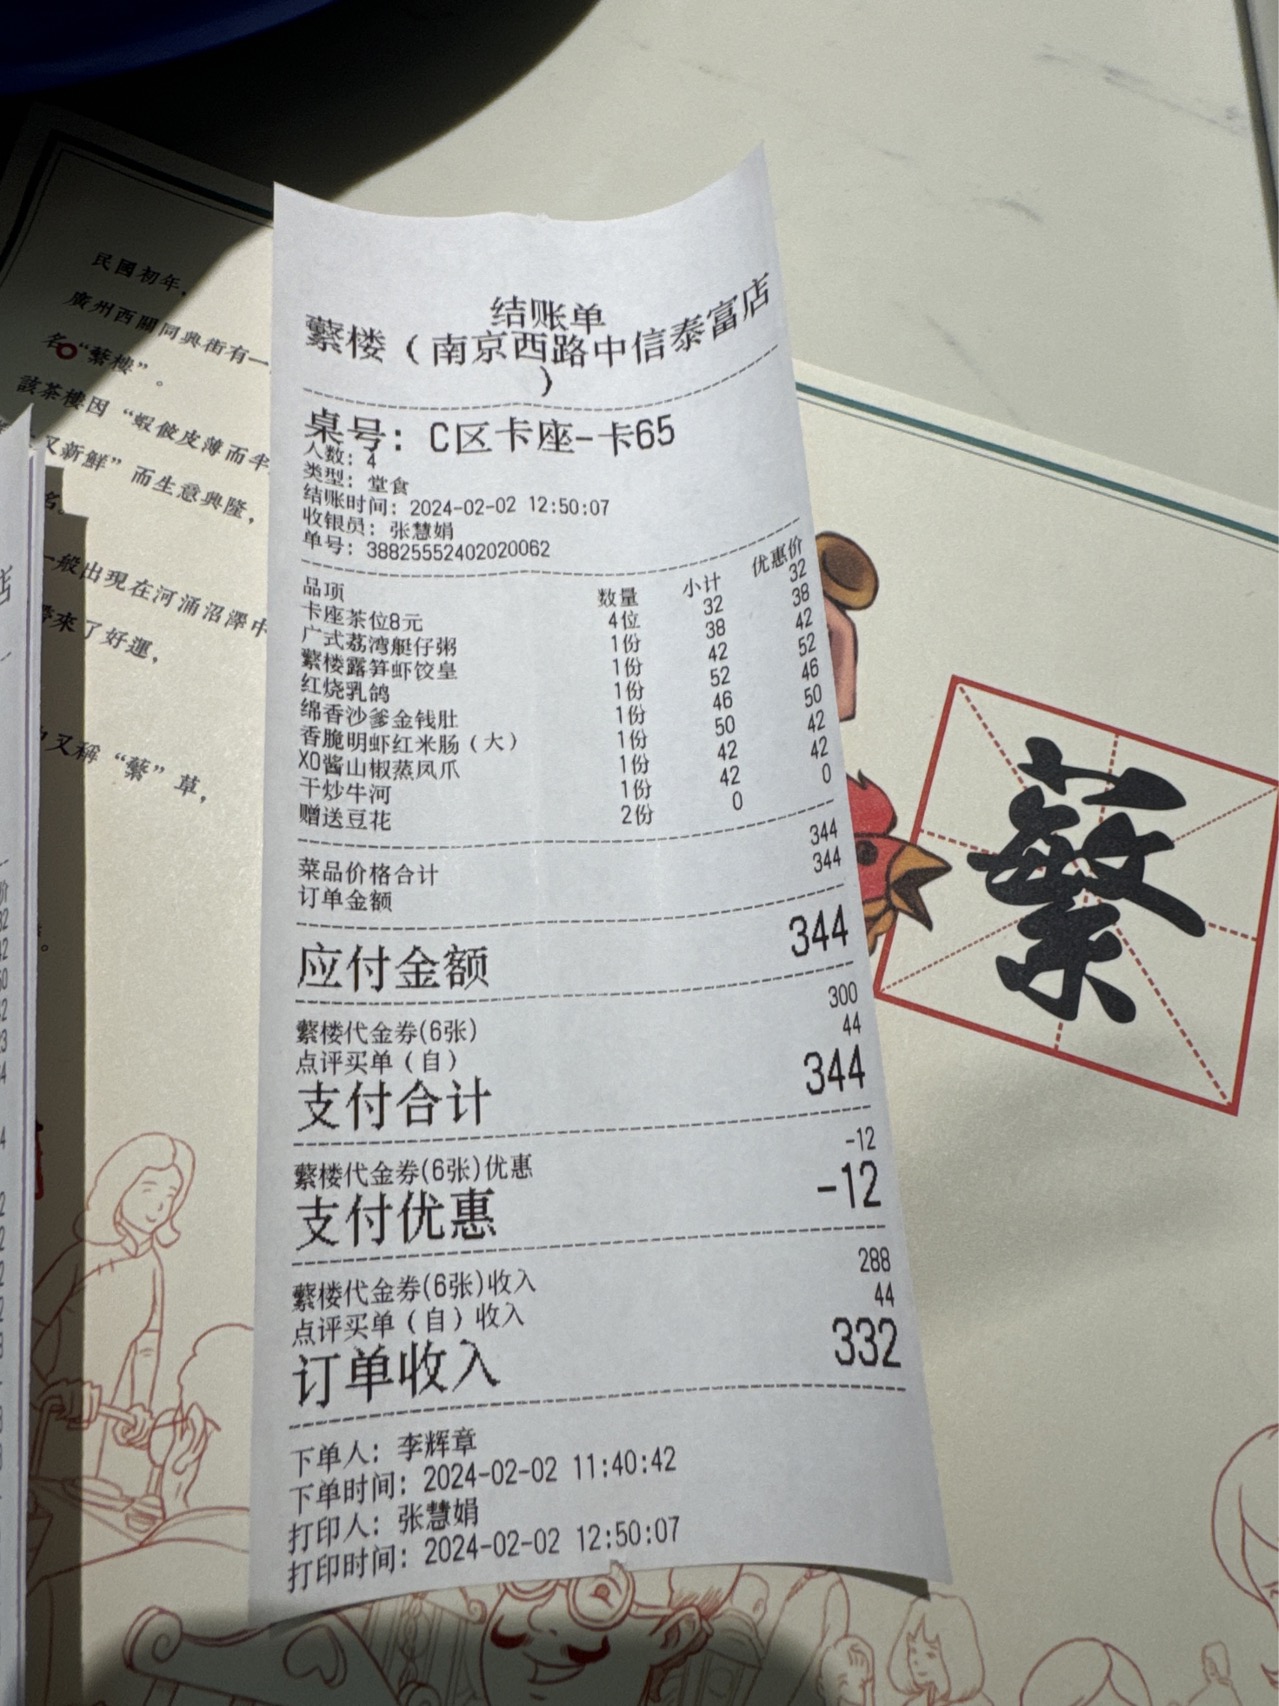 民國初年，
廣州西關同興街有一
名“蘩樓”。
該茶樓因“蝦餃皮薄而半
又新鮮”而生意興隆，
名。
一般出現在河涌沼澤中
帶來了好運，
又稱“蘩”草，
结账单
蘩楼（南京西路中信泰富店
）
桌号：C区卡座-卡65
人数：4
类型：堂食
结账时间：2024-02-02 12:50:07
收银员：张慧娟
单号：38825552402020062
品项 数量 小计 优惠价
卡座茶位8元 4位 32 32
广式荔湾艇仔粥 1份 38 38
蘩楼露笋虾饺皇 1份 42 42
红烧乳鸽 1份 52 52
绵香沙爹金钱肚 1份 46 46
香脆明虾红米肠（大） 1份 50 50
XO酱山椒蒸凤爪 1份 42 42
干炒牛河 1份 42 42
赠送豆花 2份 0 0
菜品价格合计 344
订单金额 344
应付金额 344
蘩楼代金券(6张) 300
点评买单（自） 44
支付合计 344
蘩楼代金券(6张)优惠 -12
支付优惠 -12
蘩楼代金券(6张)收入 288
点评买单（自）收入 44
订单收入 332
下单人：李辉章
下单时间：2024-02-02 11:40:42
打印人：张慧娟
打印时间：2024-02-02 12:50:07
蘩